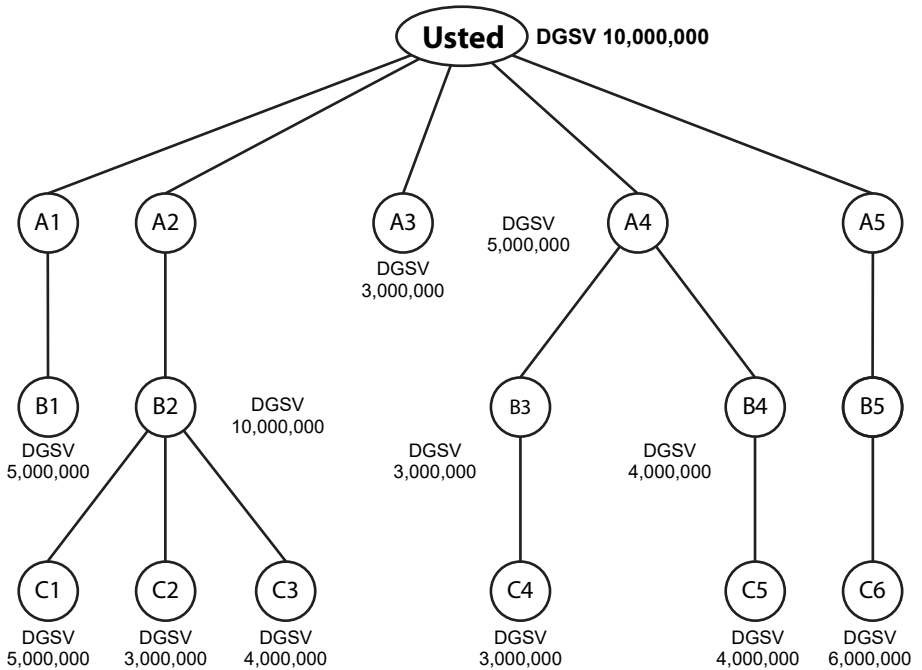 Usted DGSV 10,000,000
A1 A2 A3 A4 A5
DGSV
5,000,000
DGSV
3,000,000
B1 B2 B3 B4 B5
DGSV
10,000,000
DGSV
5,000,000
DGSV
3,000,000
DGSV
4,000,000
C1 C2 C3 C4 C5 C6
DGSV
5,000,000
DGSV
3,000,000
DGSV
4,000,000
DGSV
3,000,000
DGSV
4,000,000
DGSV
6,000,000